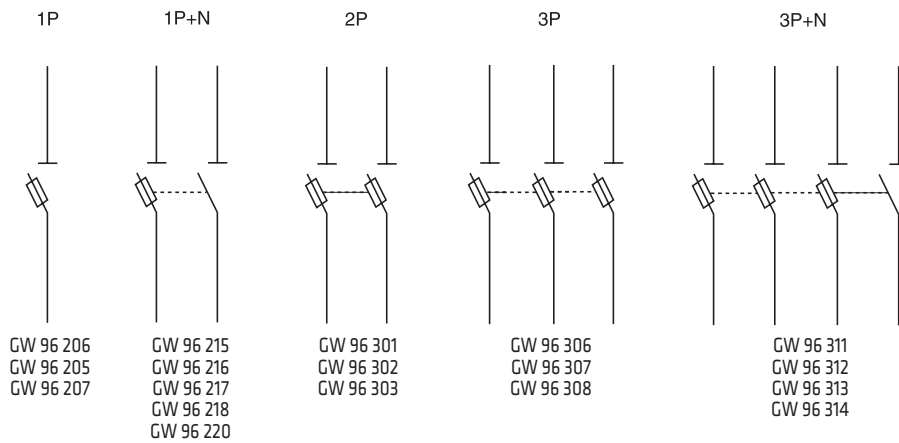 1P
1P+N
2P
3P
3P+N
GW 96 206
GW 96 205
GW 96 207
GW 96 215
GW 96 216
GW 96 217
GW 96 218
GW 96 220
GW 96 301
GW 96 302
GW 96 303
GW 96 306
GW 96 307
GW 96 308
GW 96 311
GW 96 312
GW 96 313
GW 96 314